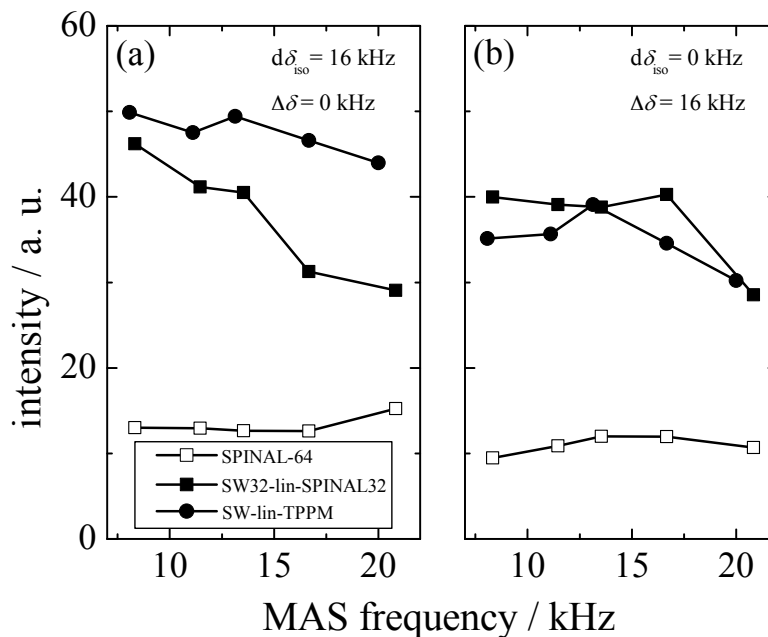 60
40
20
0
intensity / a. u.
(a)
dδiso = 16 kHz
Δδ = 0 kHz
SPINAL-64
SW32-lin-SPINAL32
SW-lin-TPPM
10 15 20
(b)
dδiso = 0 kHz
Δδ = 16 kHz
10 15 20
MAS frequency / kHz